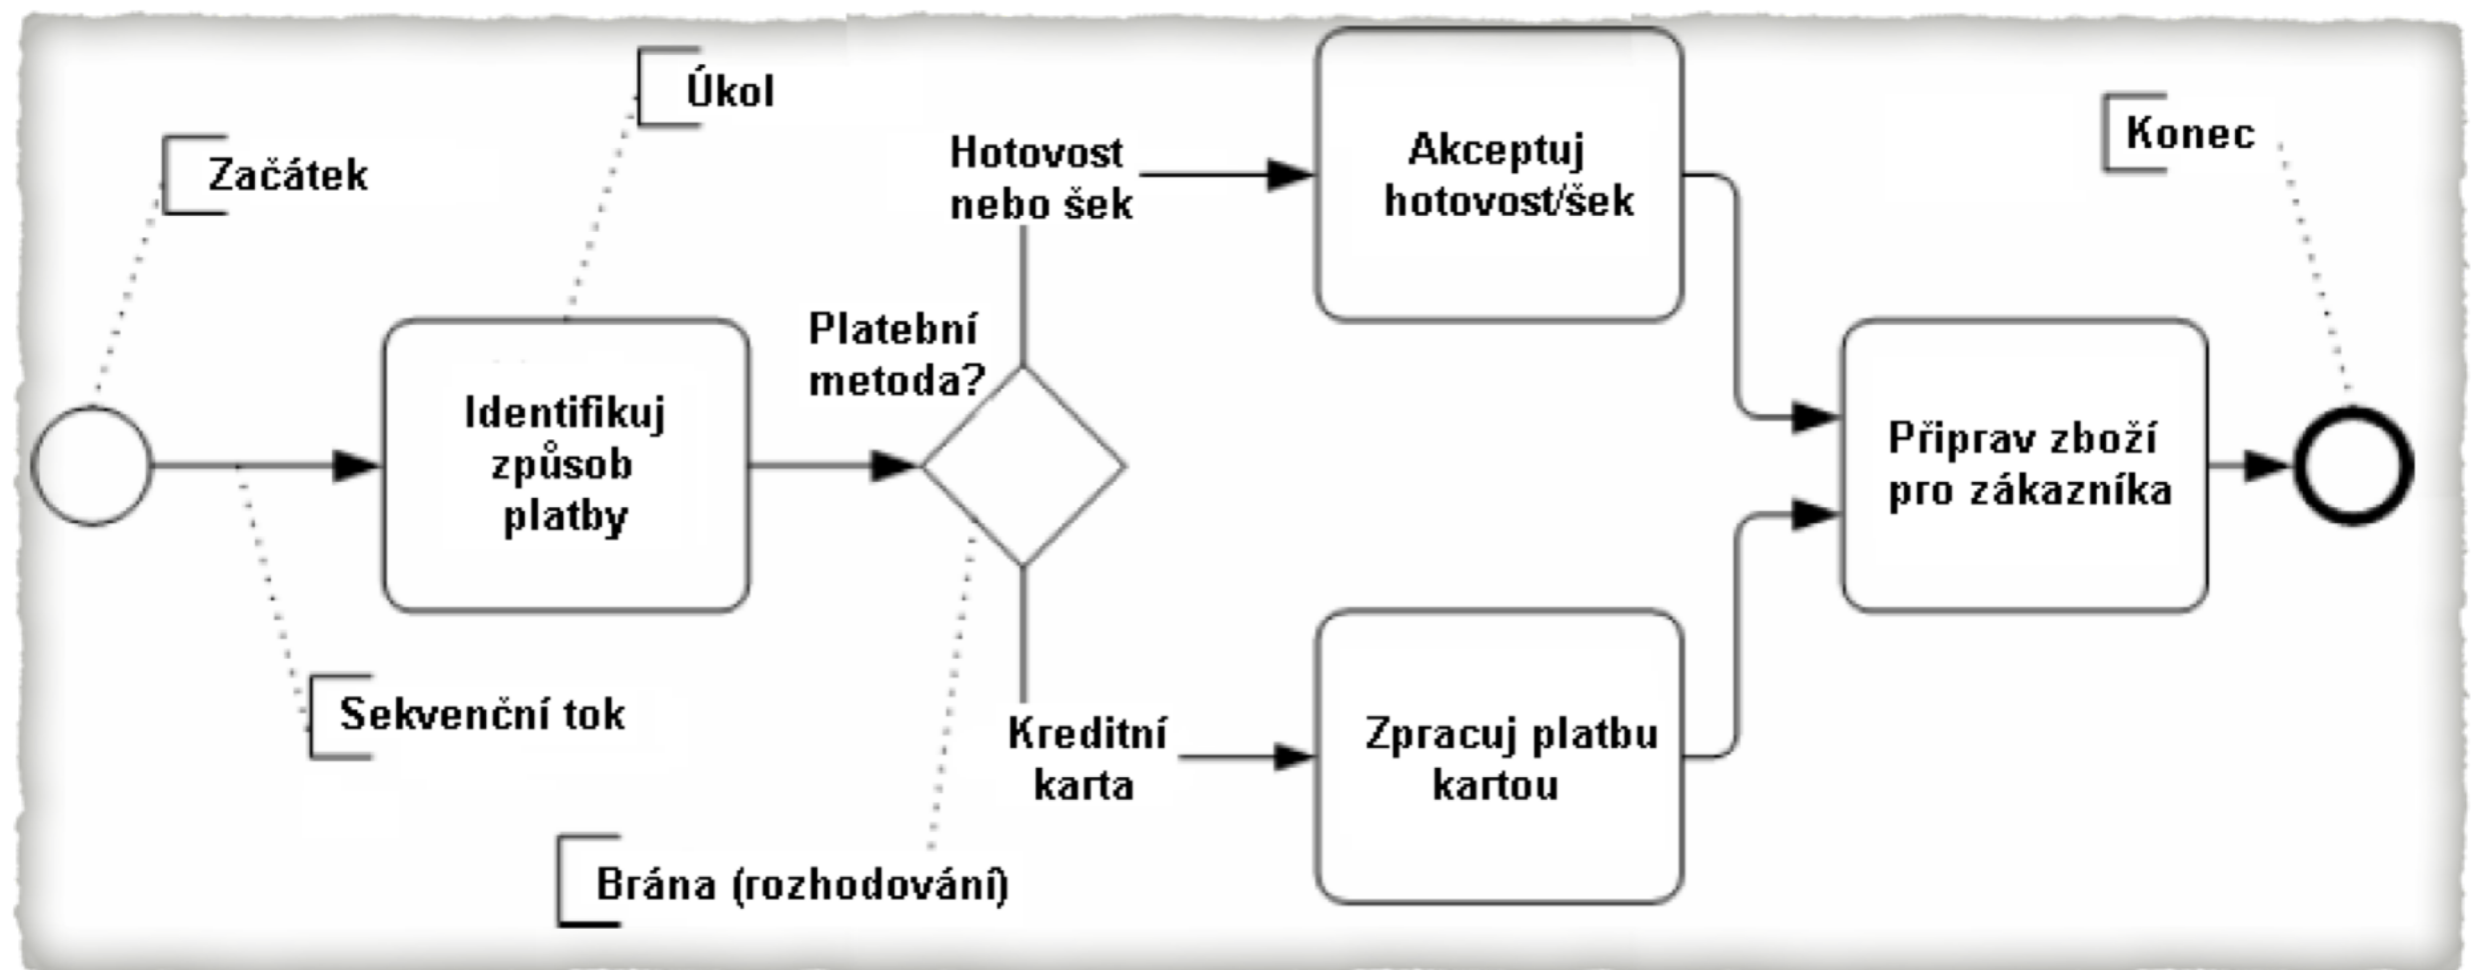 Začátek
Úkol
Hotovost
nebo šek
Akceptuj
hotovost/šek
Konec
Platební
metoda?
Identifikuj
způsob
platby
Připrav zboží
pro zákazníka
Sekvenční tok
Kreditní
karta
Zpracuj platbu
kartou
Brána (rozhodování)